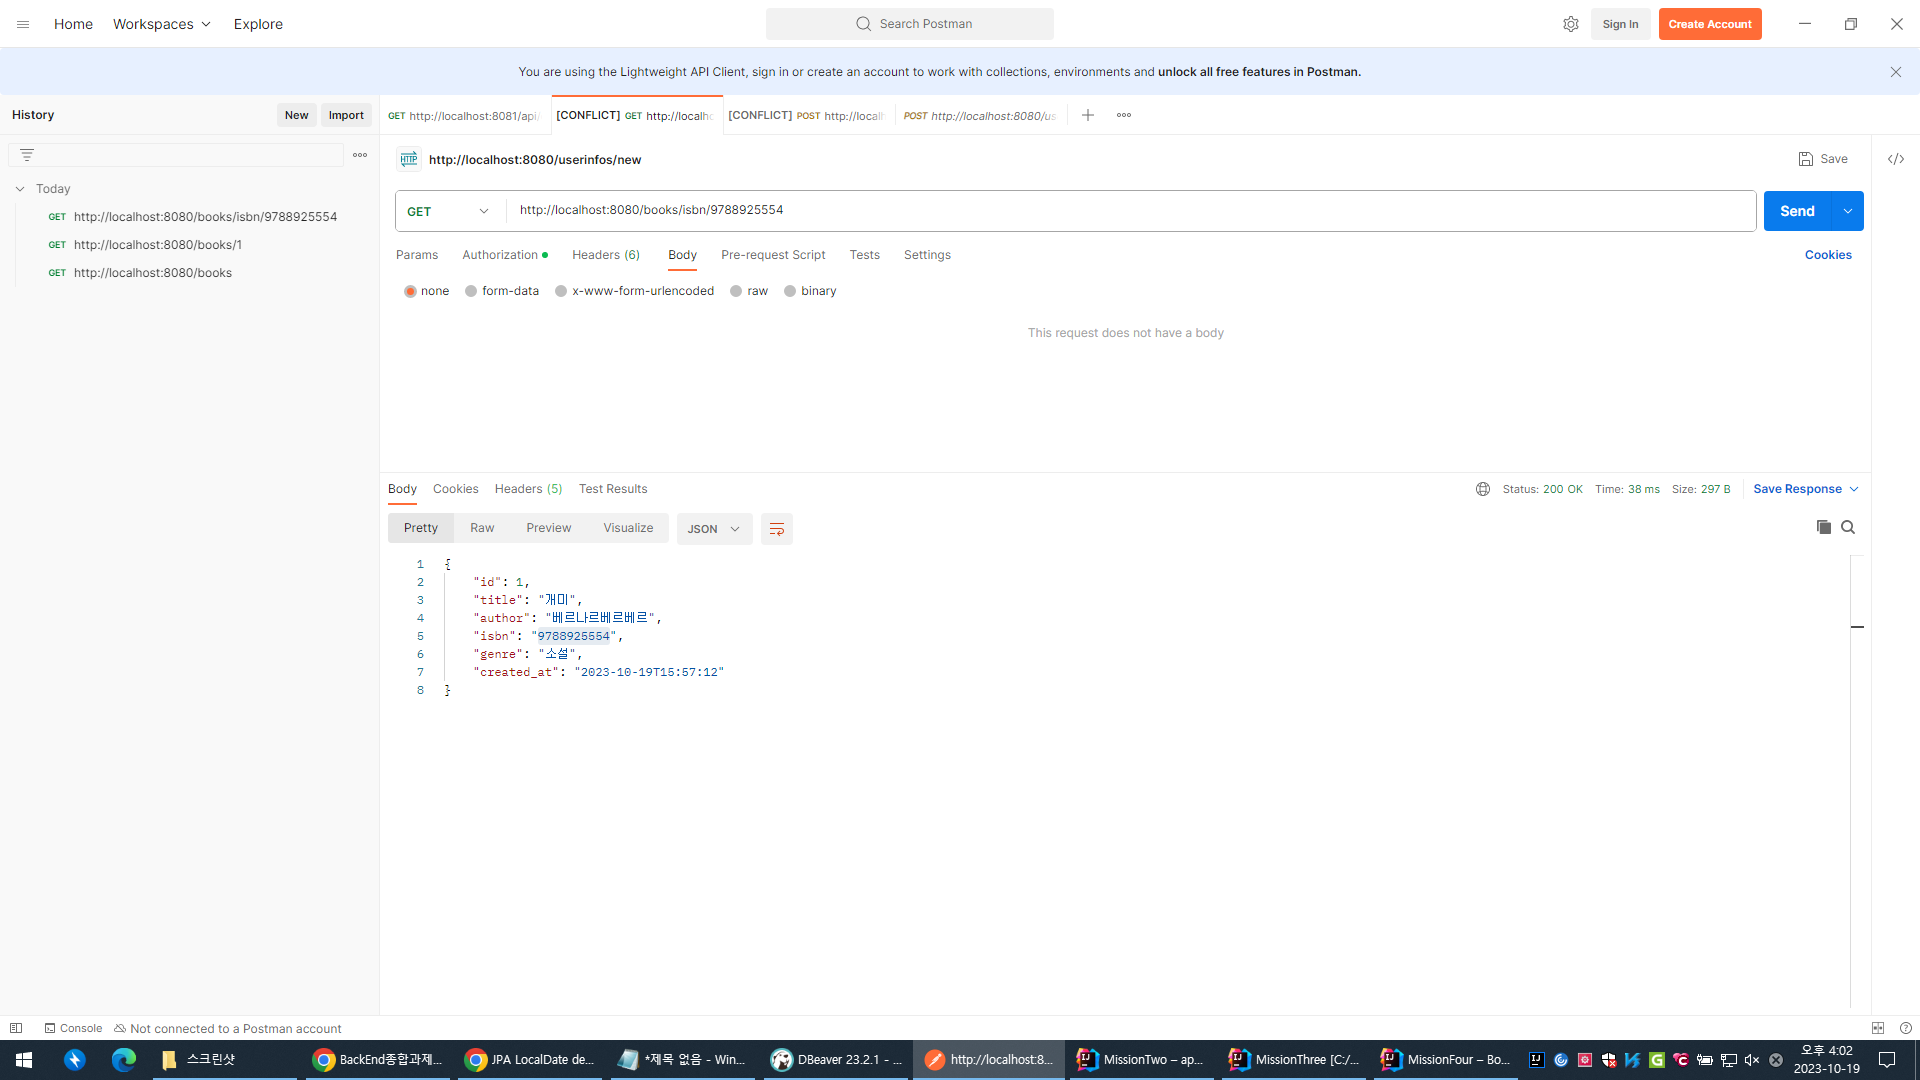 Home Workspaces Explore Search Postman Sign In Create Account
You are using the Lightweight API Client, sign in or create an account to work with collections, environments and unlock all free features in Postman.
History New Import
GET http://localhost:8081/api/ [CONFLICT] GET http://localho [CONFLICT] POST http://localh POST http://localhost:8080/us
HTTP http://localhost:8080/userinfos/new Save
Today
GET http://localhost:8080/books/isbn/9788925554
GET http://localhost:8080/books/1
GET http://localhost:8080/books
GET http://localhost:8080/books/isbn/9788925554 Send
Params Authorization Headers (6) Body Pre-request Script Tests Settings Cookies
none form-data x-www-form-urlencoded raw binary
This request does not have a body
Body Cookies Headers (5) Test Results Status: 200 OK Time: 38 ms Size: 297 B Save Response
Pretty Raw Preview Visualize JSON
1 {
2 "id": 1,
3 "title": "개미",
4 "author": "베르나르베르베르",
5 "isbn": "9788925554",
6 "genre": "소설",
7 "created_at": "2023-10-19T15:57:12"
8 }
Console Not connected to a Postman account
스크린샷 BackEnd종합과제... JPA LocalDate de... *제목 없음 - Win... DBeaver 23.2.1 - ... http://localhost:8... MissionTwo – ap... MissionThree [C:/... MissionFour – Bo...
오후 4:02
2023-10-19